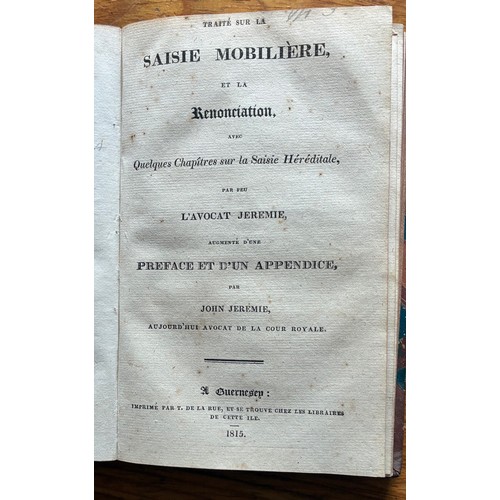 TRAITÉ SUR LA
SAISIE MOBILIÈRE,
ET LA
Renonciation,
AVEC
Quelques Chapîtres sur la Saisie Héréditale,
PAR FEU
L'AVOCAT JEREMIE,
AUGMENTE D'UNE
PREFACE ET D'UN APPENDICE,
PAR
JOHN JEREMIE,
AUJOURD'HUI AVOCAT DE LA COUR ROYALE.
A Guernesey:
IMPRIME PAR T. DE LA RUE, ET SE TROUVE CHEZ LES LIBRAIRES
DE CETTE ILE.
1815.